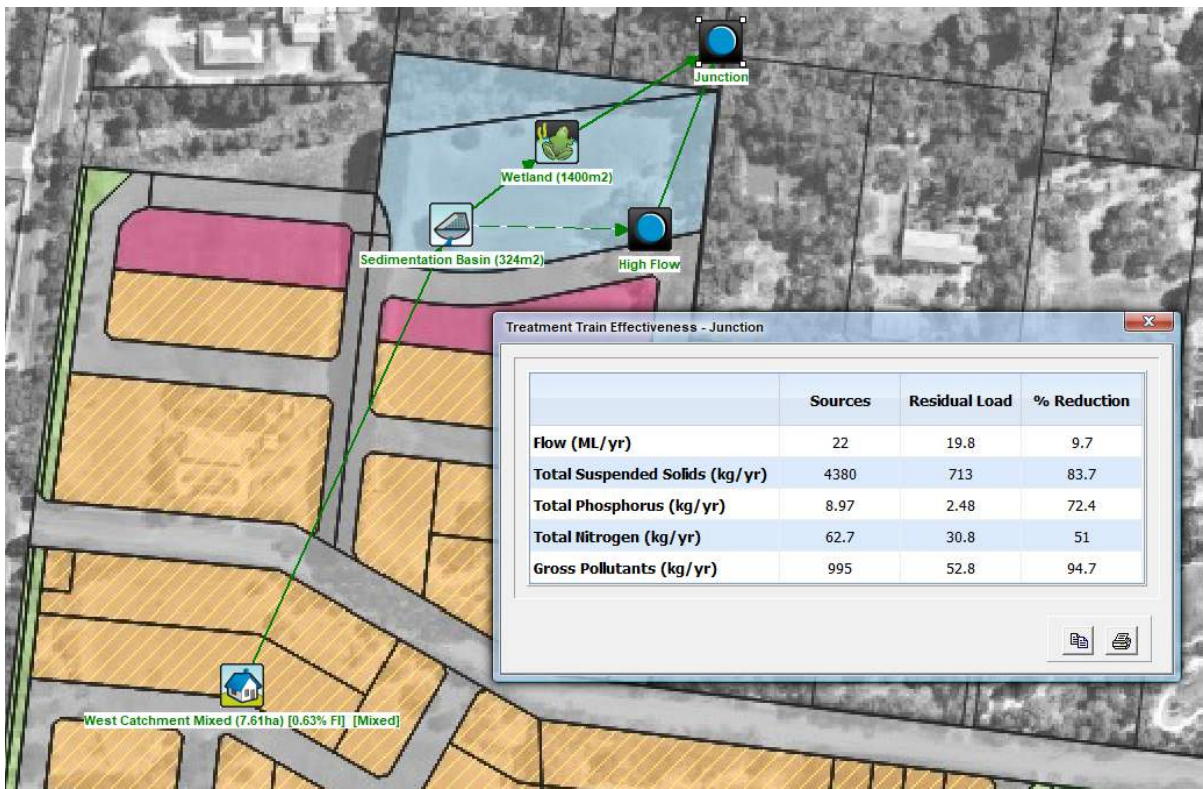 Junction
Wetland (1400m2)
Sedimentation Basin (324m2)
High Flow
Treatment Train Effectiveness - Junction
Sources Residual Load % Reduction
Flow (ML/yr) 22 19.8 9.7
Total Suspended Solids (kg/yr) 4380 713 83.7
Total Phosphorus (kg/yr) 8.97 2.48 72.4
Total Nitrogen (kg/yr) 62.7 30.8 51
Gross Pollutants (kg/yr) 995 52.8 94.7
West Catchment Mixed (7.61ha) [0.63% FI] [Mixed]